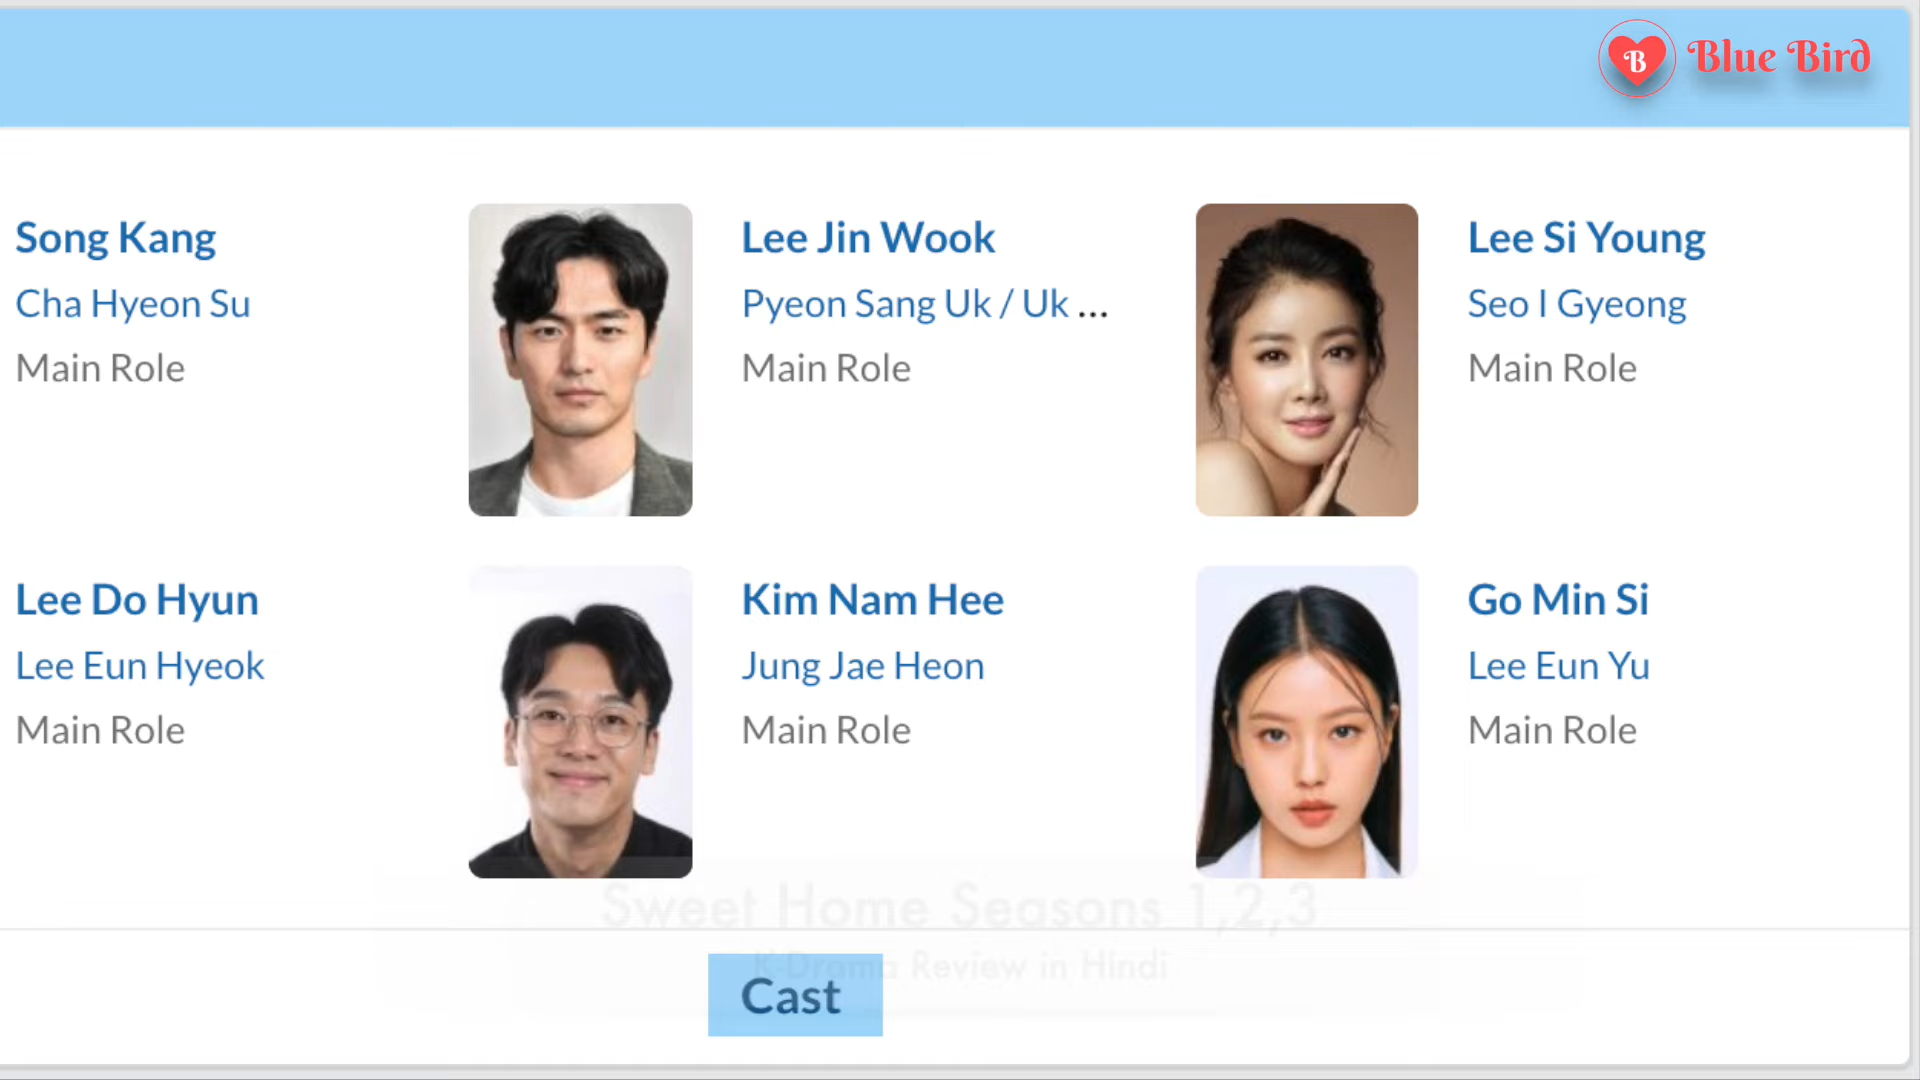 B Blue Bird
Song Kang
Cha Hyeon Su
Main Role
Lee Jin Wook
Pyeon Sang Uk / Uk ...
Main Role
Lee Si Young
Seo I Gyeong
Main Role
Lee Do Hyun
Lee Eun Hyeok
Main Role
Kim Nam Hee
Jung Jae Heon
Main Role
Go Min Si
Lee Eun Yu
Main Role
Sweet Home Seasons 1,2,3
K-Drama Review in Hindi
Cast